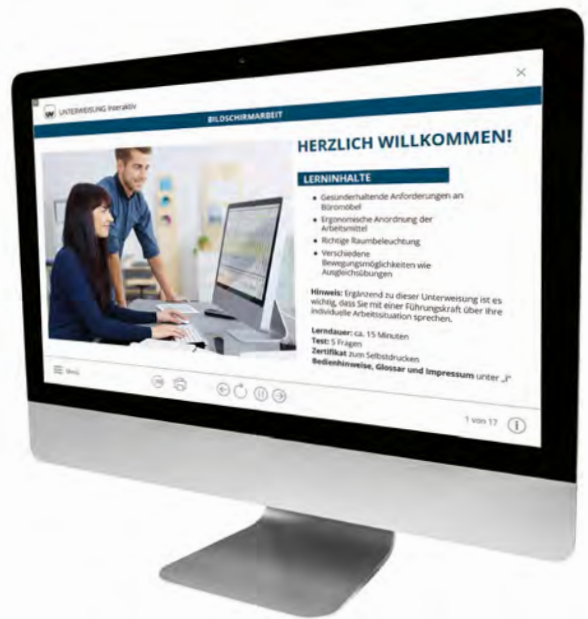 UNTERWEISUNG interaktiv
BILDSCHIRMARBEIT
HERZLICH WILLKOMMEN!
LERNINHALTE
• Gesunderhaltende Anforderungen an
Büromöbel
• Ergonomische Anordnung der
Arbeitsmittel
• Richtige Raumbeleuchtung
• Verschiedene
Bewegungsmöglichkeiten wie
Ausgleichsübungen
Hinweis: Ergänzend zu dieser Unterweisung ist es
wichtig, dass Sie mit einer Führungskraft über Ihre
individuelle Arbeitssituation sprechen.
Lerndauer: ca. 15 Minuten
Test: 5 Fragen
Zertifikat zum Selbstdrucken
Bedienhinweise, Glossar und Impressum unter „i"
Menü
1 von 17
i